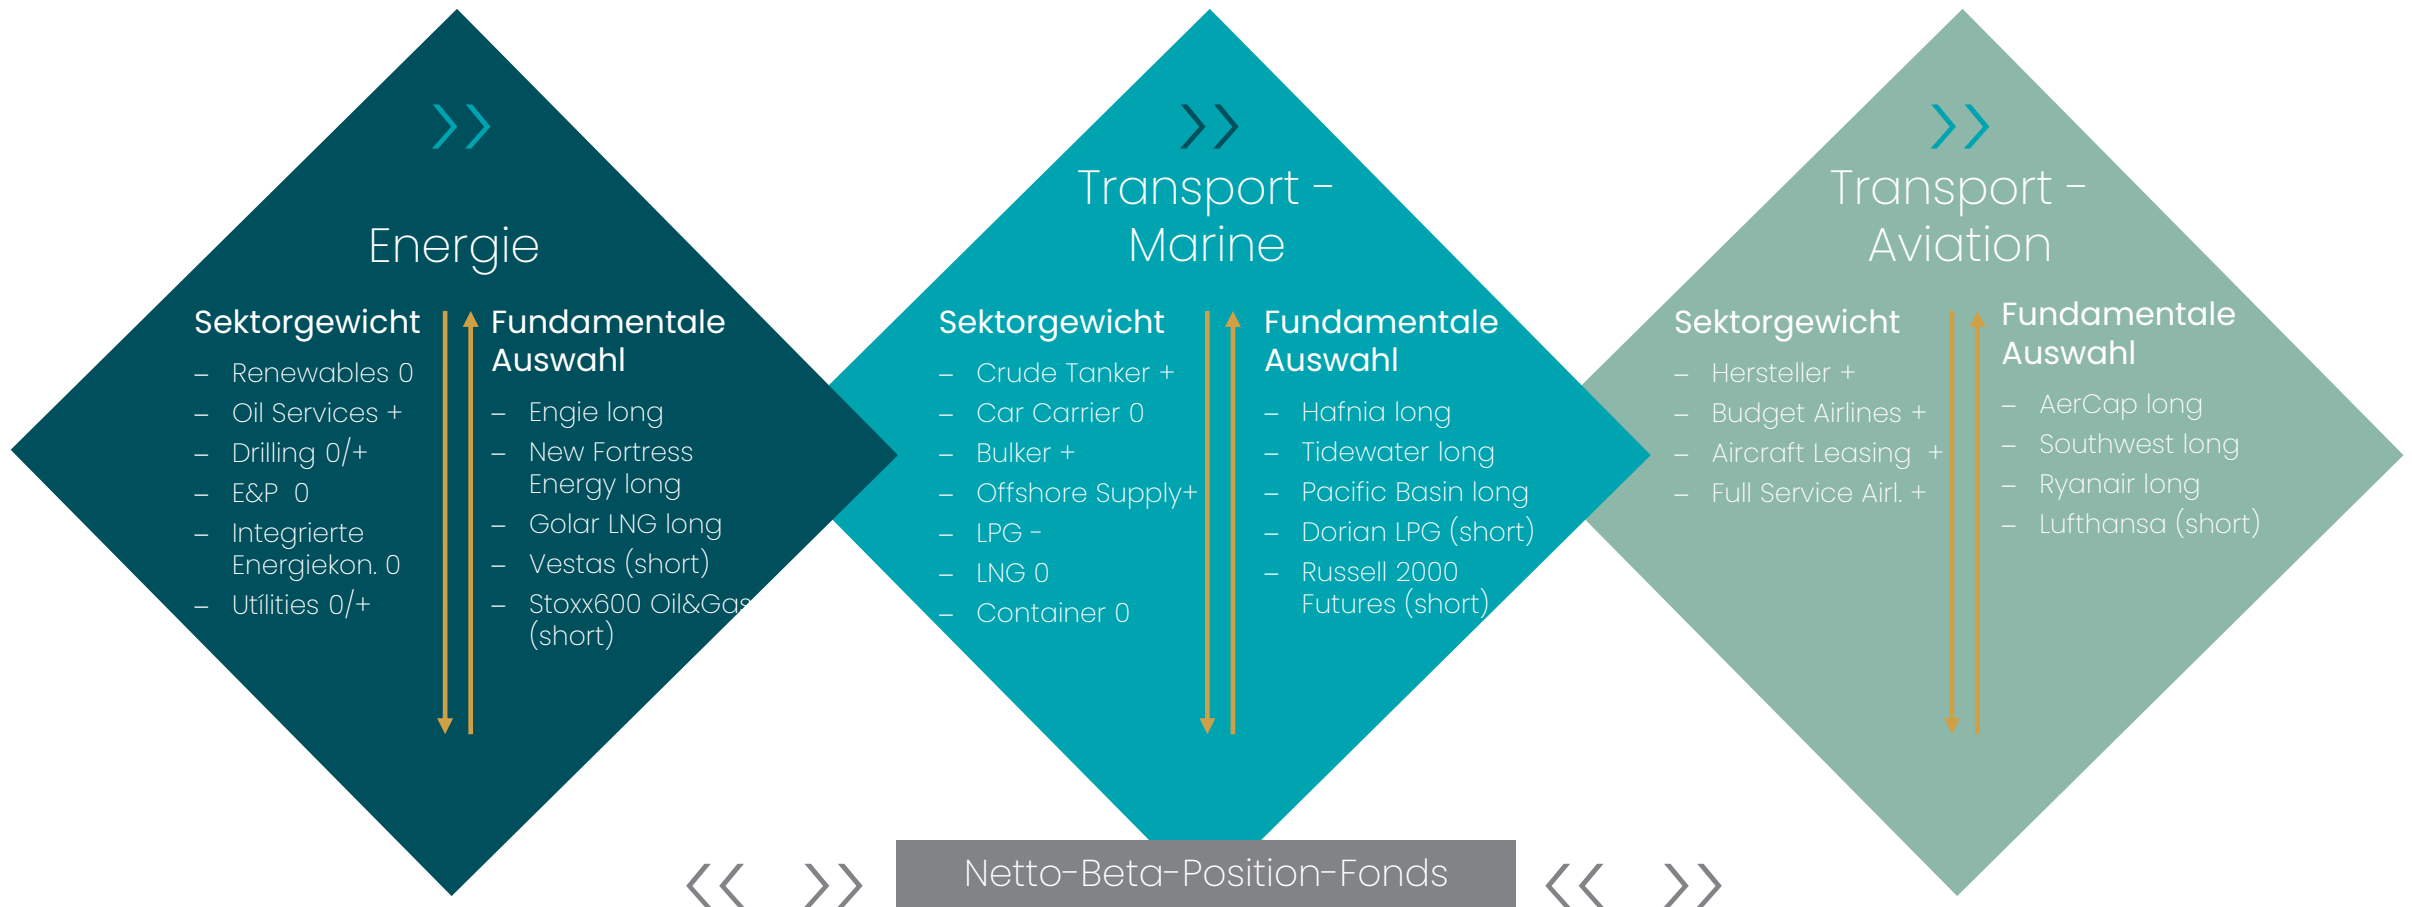 Energie
Sektorgewicht
– Renewables 0
– Oil Services +
– Drilling 0/+
– E&P 0
– Integrierte
Energiekon. 0
– Utílities 0/+
Fundamentale
Auswahl
– Engie long
– New Fortress
Energy long
– Golar LNG long
– Vestas (short)
– Stoxx600 Oil&Gas
(short)
Transport -
Marine
Sektorgewicht
– Crude Tanker +
– Car Carrier 0
– Bulker +
– Offshore Supply+
– LPG -
– LNG 0
– Container 0
Fundamentale
Auswahl
– Hafnia long
– Tidewater long
– Pacific Basin long
– Dorian LPG (short)
– Russell 2000
Futures (short)
Transport -
Aviation
Sektorgewicht
– Hersteller +
– Budget Airlines +
– Aircraft Leasing +
– Full Service Airl. +
Fundamentale
Auswahl
– AerCap long
– Southwest long
– Ryanair long
– Lufthansa (short)
Netto-Beta-Position-Fonds